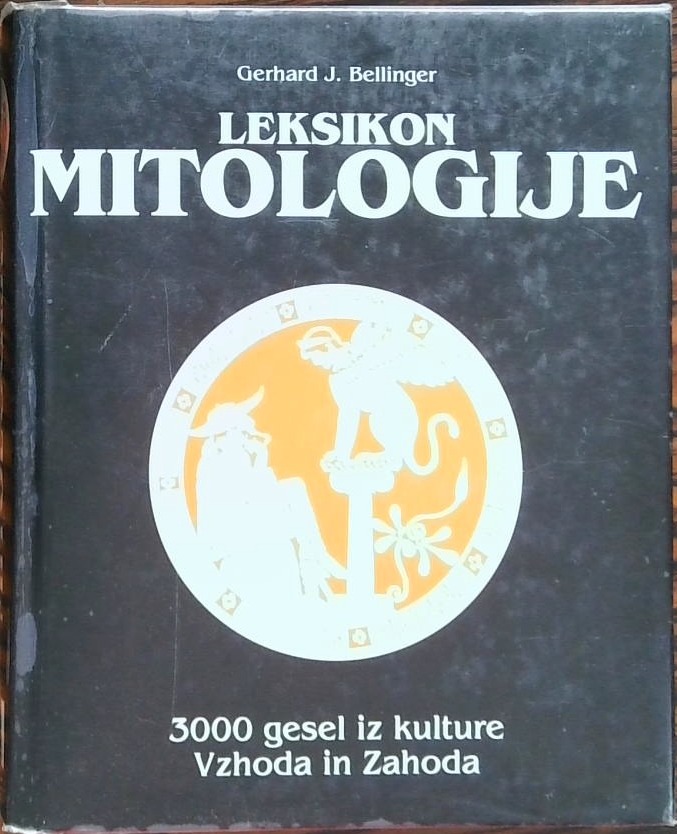 Gerhard J. Bellinger
LEKSIKON
MITOLOGIJE
3000 gesel iz kulture
Vzhoda in Zahoda